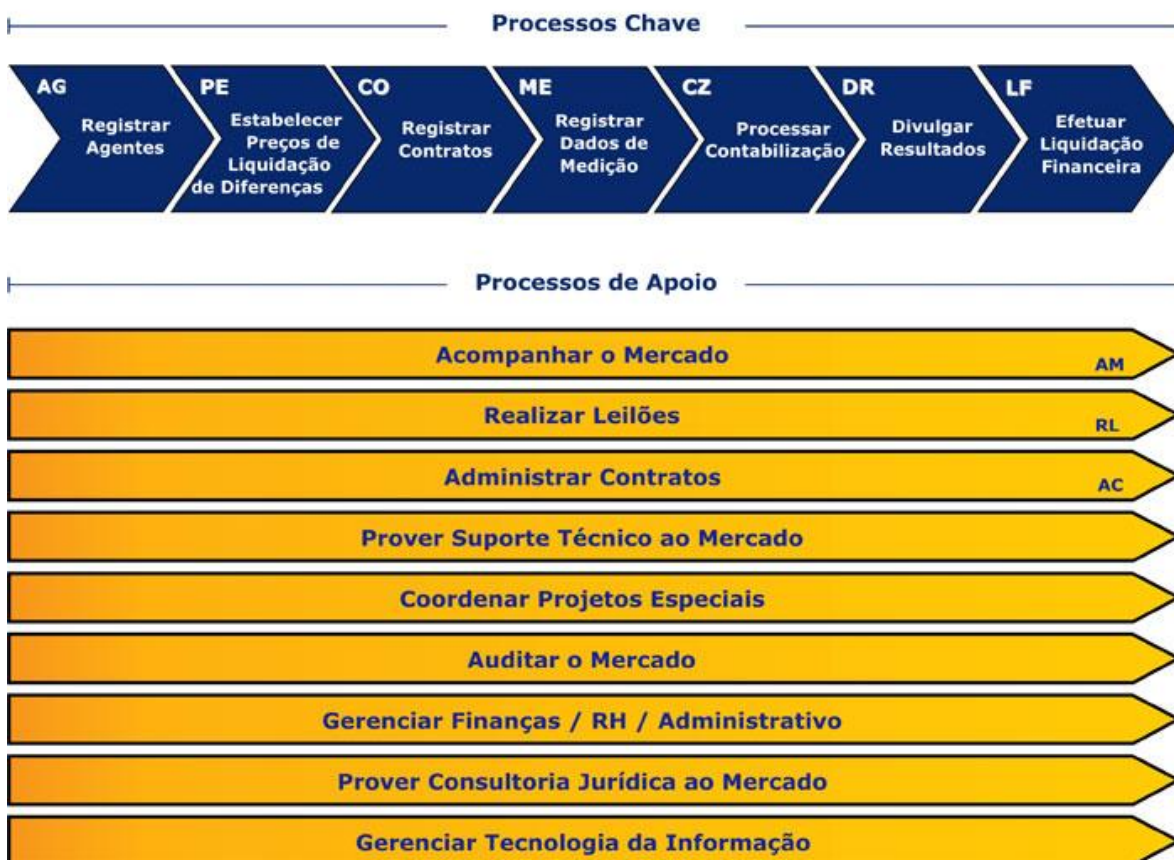 Processos Chave
AG
Registrar
Agentes
PE
Estabelecer
Preços de
Liquidação
de Diferenças
CO
Registrar
Contratos
ME
Registrar
Dados de
Medição
CZ
Processar
Contabilização
DR
Divulgar
Resultados
LF
Efetuar
Liquidação
Financeira
Processos de Apoio
Acompanhar o Mercado AM
Realizar Leilões RL
Administrar Contratos AC
Prover Suporte Técnico ao Mercado
Coordenar Projetos Especiais
Auditar o Mercado
Gerenciar Finanças / RH / Administrativo
Prover Consultoria Jurídica ao Mercado
Gerenciar Tecnologia da Informação